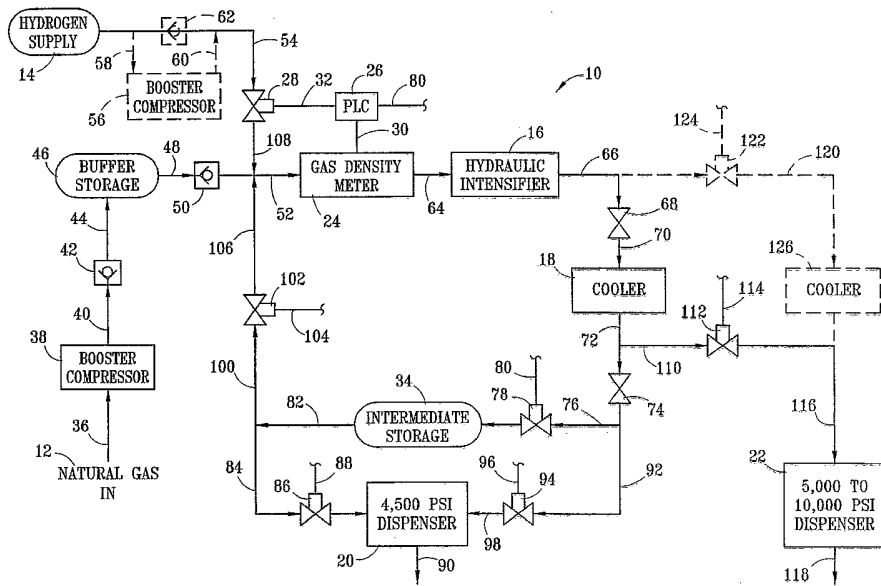 HYDROGEN
SUPPLY
14
62
54
58
60
BOOSTER
COMPRESSOR
56
28
32
26
80
PLC
10
30
108
16
124
122
46
BUFFER
STORAGE
48
50
52
GAS DENSITY
METER
24
64
HYDRAULIC
INTENSIFIER
66
120
68
44
106
70
42
18
COOLER
126
COOLER
102
104
114
112
40
72
38
BOOSTER
COMPRESSOR
100
80
110
34
78
76
74
82
INTERMEDIATE
STORAGE
116
36
12
NATURAL GAS
IN
84
88
96
92
22
86
94
4,500 PSI
DISPENSER
5,000 TO
10,000 PSI
DISPENSER
98
20
90
118